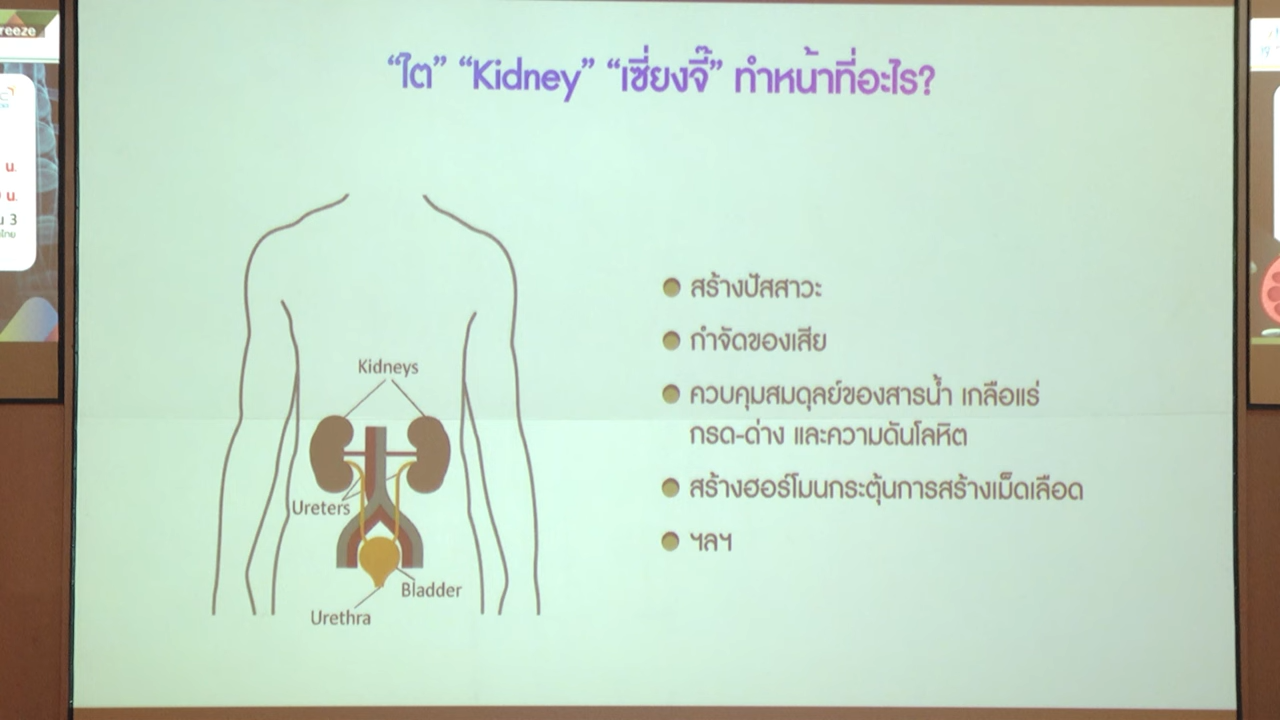 reeze
น.
น.
3
“ไต” “Kidney” “เซี่ยงจี๊” ทำหน้าที่อะไร?
Kidneys
Ureters
Bladder
Urethra
สร้างปัสสาวะ
กำจัดของเสีย
ควบคุมสมดุลย์ของสารน้ำ เกลือแร่
กรด-ด่าง และความดันโลหิต
สร้างฮอร์โมนกระตุ้นการสร้างเม็ดเลือด
ฯลฯ